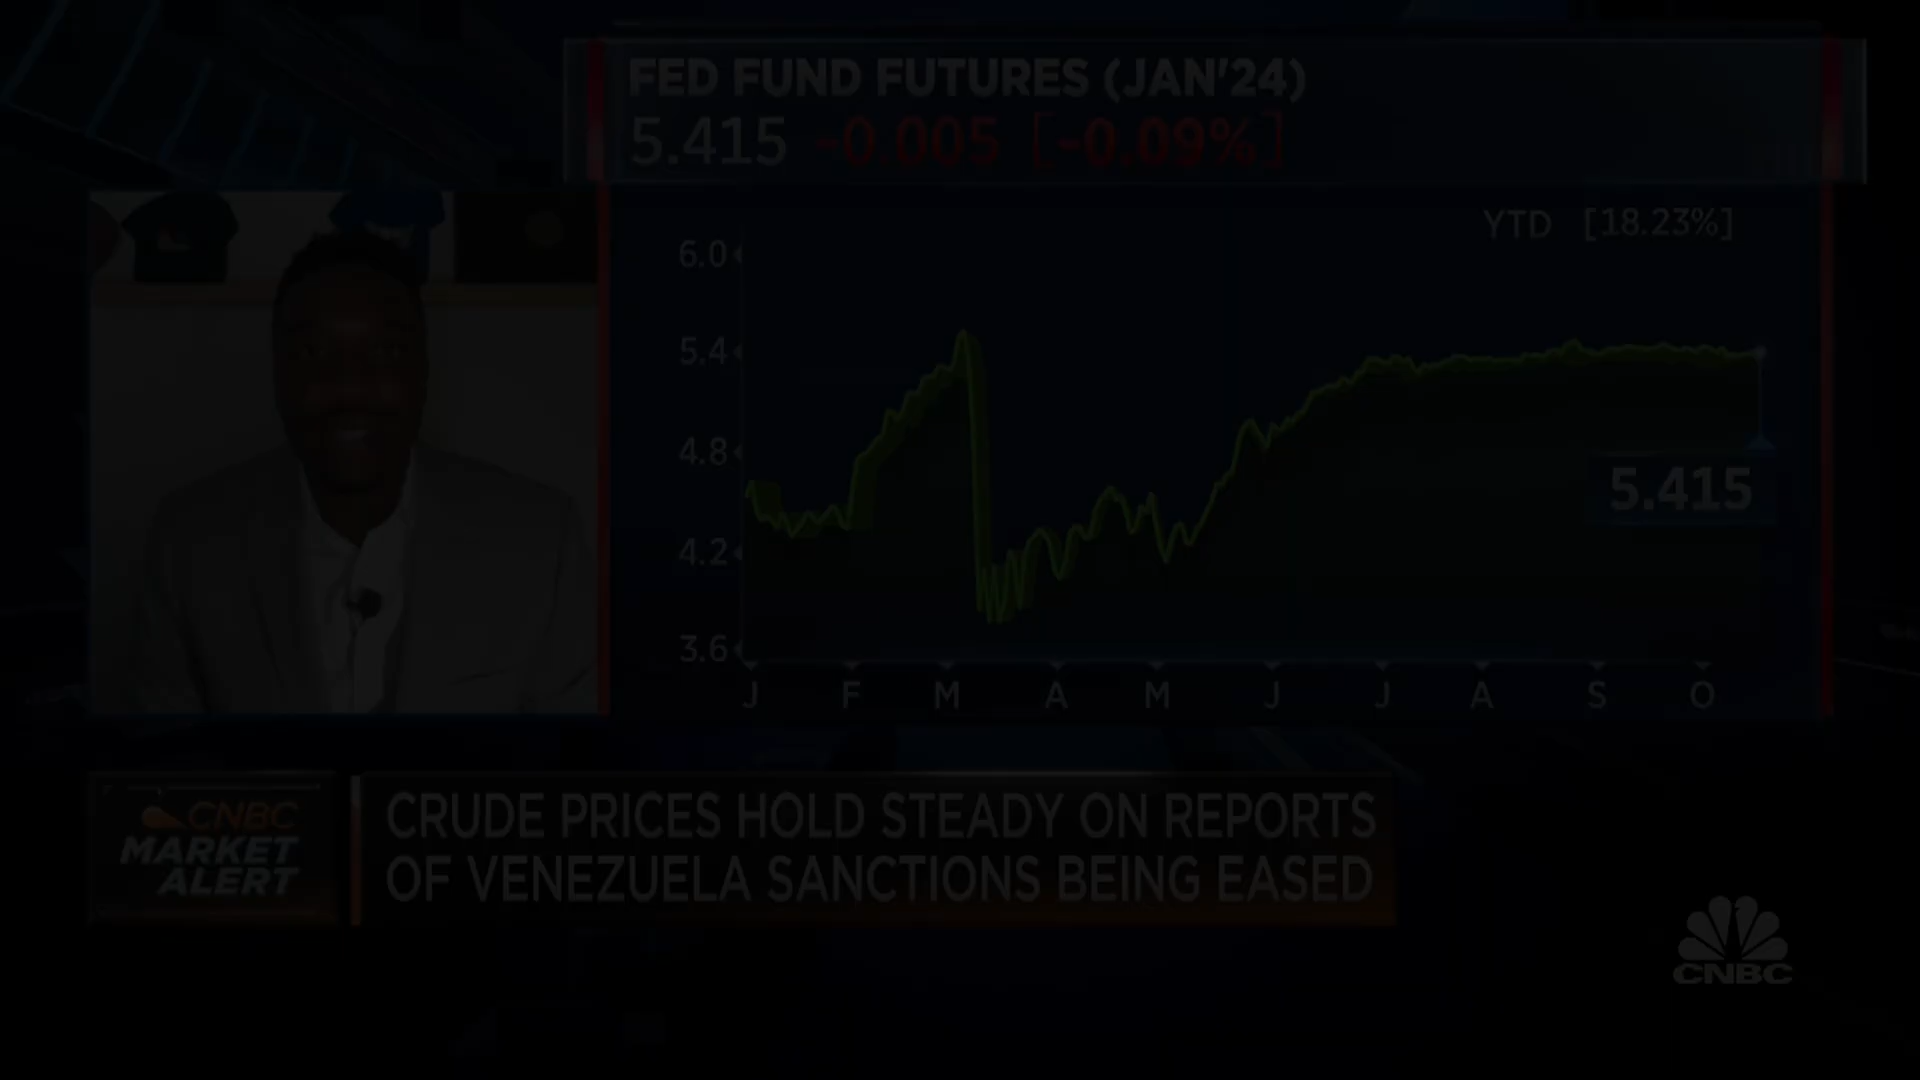 FED FUND FUTURES (JAN'24)
5.415 -0.005 [-0.09%]
YTD [18.23%]
6.0
5.4
4.8
4.2
3.6
5.415
J F M A M J J A S O
CNBC
MARKET
ALERT
CRUDE PRICES HOLD STEADY ON REPORTS
OF VENEZUELA SANCTIONS BEING EASED
CNBC